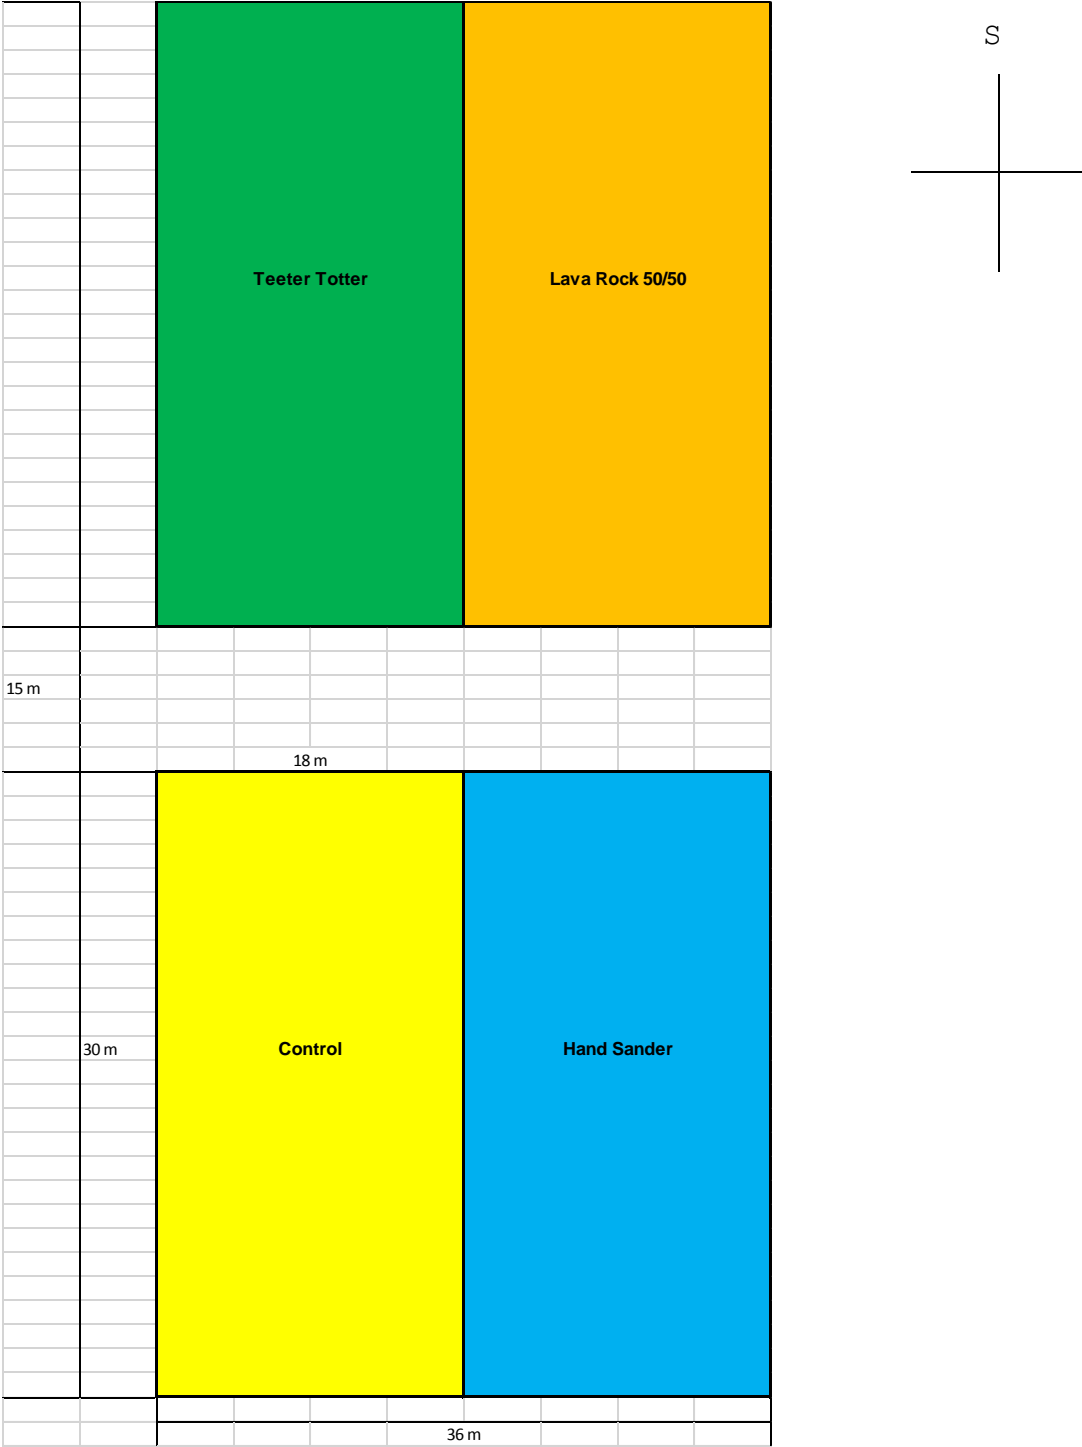 S
Teeter Totter
Lava Rock 50/50
15 m
18 m
30 m
Control
Hand Sander
36 m